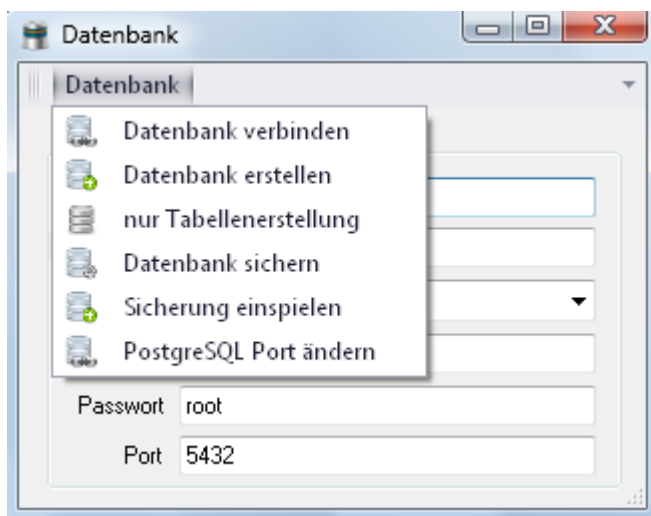 Datenbank
Datenbank
Datenbank verbinden
Datenbank erstellen
nur Tabellenerstellung
Datenbank sichern
Sicherung einspielen
PostgreSQL Port ändern
Passwort root
Port 5432